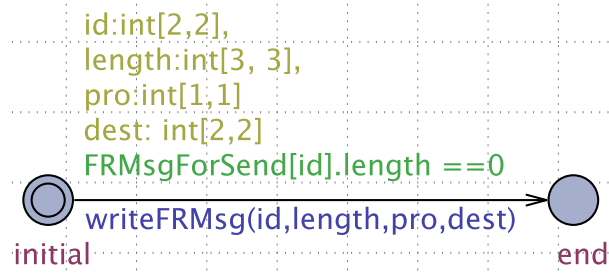 id:int[2,2],
length:int[3, 3],
pro:int[1,1]
dest: int[2,2]
FRMsgForSend[id].length ==0
writeFRMsg(id,length,pro,dest)
initial
end